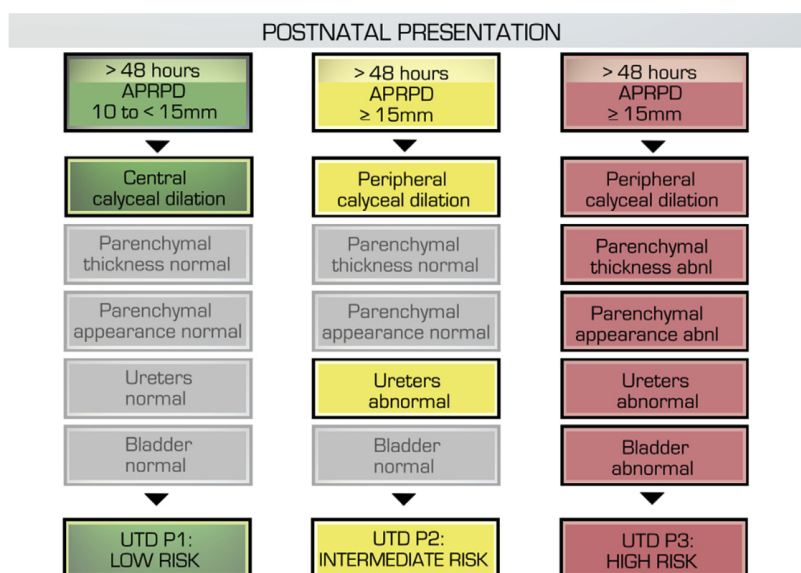 POSTNATAL PRESENTATION
> 48 hours
APRPD
10 to < 15mm
Central
calyceal dilation
Parenchymal
thickness normal
Parenchymal
appearance normal
Ureters
normal
Bladder
normal
UTD P1:
LOW RISK
> 48 hours
APRPD
≥ 15mm
Peripheral
calyceal dilation
Parenchymal
thickness normal
Parenchymal
appearance normal
Ureters
abnormal
Bladder
normal
UTD P2:
INTERMEDIATE RISK
> 48 hours
APRPD
≥ 15mm
Peripheral
calyceal dilation
Parenchymal
thickness abnl
Parenchymal
appearance abnl
Ureters
abnormal
Bladder
abnormal
UTD P3:
HIGH RISK